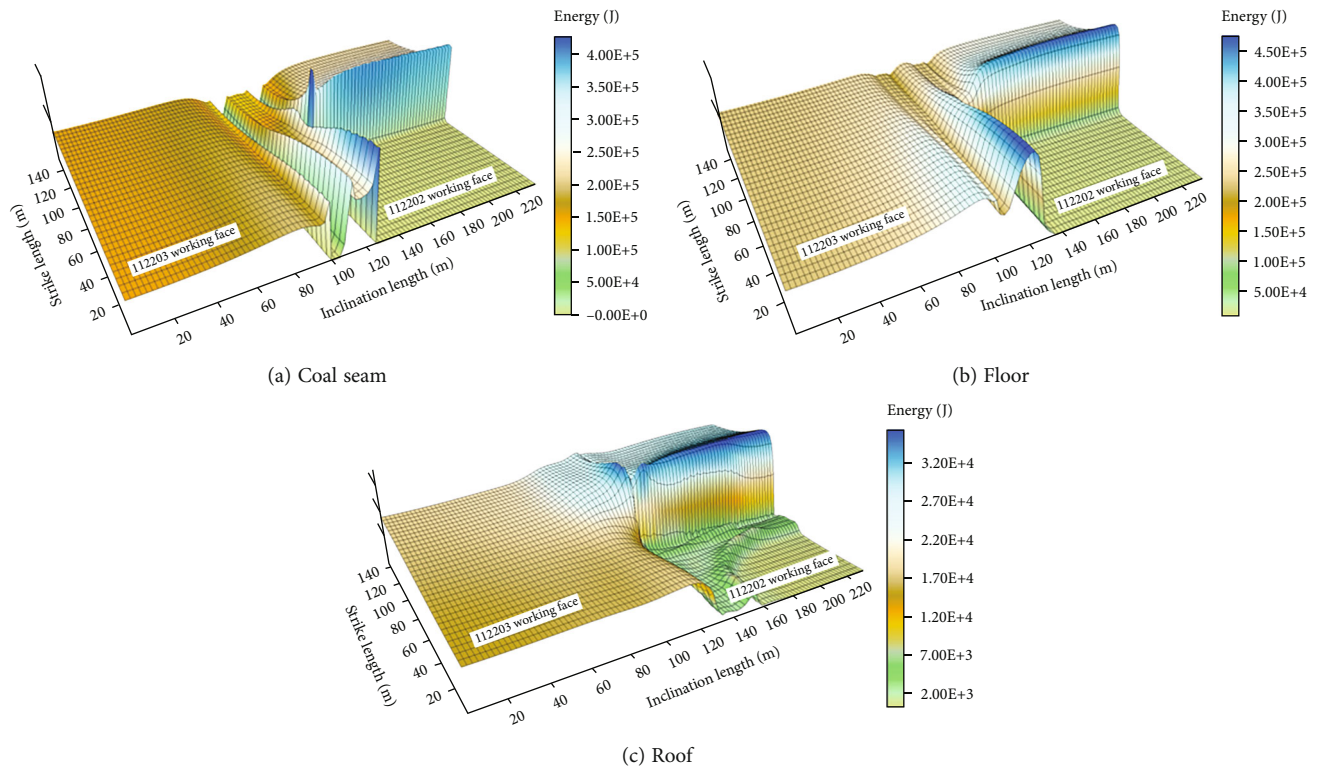 Energy (J)
4.00E+5
3.50E+5
3.00E+5
2.50E+5
2.00E+5
1.50E+5
1.00E+5
5.00E+4
−0.00E+0
140
120
100
80
60
40
20
Strike length (m)
112203 working face
112202 working face
20
40
60
80
100
120
140
160
180
200
220
Inclination length (m)
(a) Coal seam
Energy (J)
4.50E+5
4.00E+5
3.50E+5
3.00E+5
2.50E+5
2.00E+5
1.50E+5
1.00E+5
5.00E+4
140
120
100
80
60
40
20
Strike length (m)
112203 working face
112202 working face
20
40
60
80
100
120
140
160
180
200
220
Inclination length (m)
(b) Floor
Energy (J)
3.20E+4
2.70E+4
2.20E+4
1.70E+4
1.20E+4
7.00E+3
2.00E+3
140
120
100
80
60
40
20
Strike length (m)
112203 working face
112202 working face
20
40
60
80
100
120
140
160
180
200
220
Inclination length (m)
(c) Roof